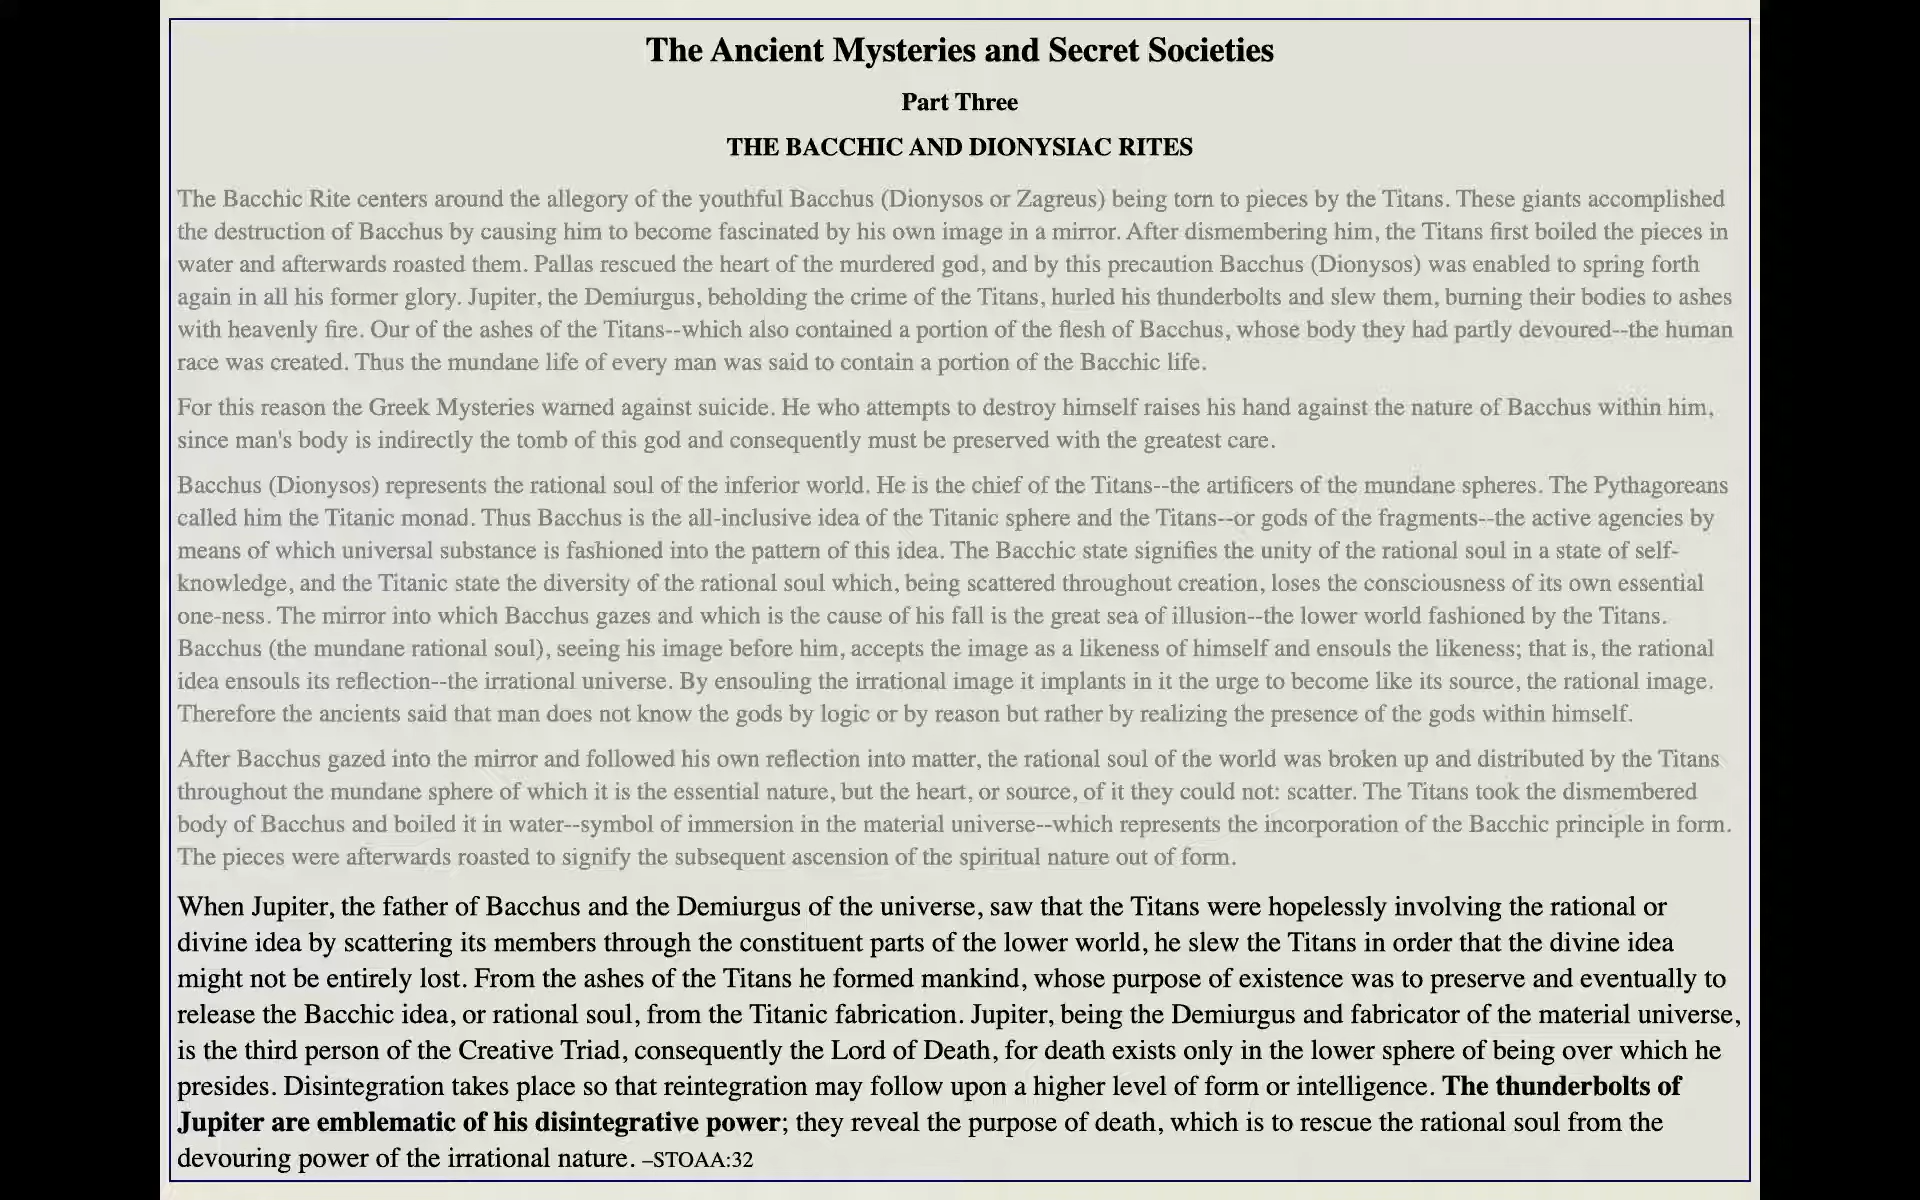 The Ancient Mysteries and Secret Societies
Part Three
THE BACCHIC AND DIONYSIAC RITES
The Bacchic Rite centers around the allegory of the youthful Bacchus (Dionysos or Zagreus) being torn to pieces by the Titans. These giants accomplished
the destruction of Bacchus by causing him to become fascinated by his own image in a mirror. After dismembering him, the Titans first boiled the pieces in
water and afterwards roasted them. Pallas rescued the heart of the murdered god, and by this precaution Bacchus (Dionysos) was enabled to spring forth
again in all his former glory. Jupiter, the Demiurgus, beholding the crime of the Titans, hurled his thunderbolts and slew them, burning their bodies to ashes
with heavenly fire. Our of the ashes of the Titans--which also contained a portion of the flesh of Bacchus, whose body they had partly devoured--the human
race was created. Thus the mundane life of every man was said to contain a portion of the Bacchic life.
For this reason the Greek Mysteries warned against suicide. He who attempts to destroy himself raises his hand against the nature of Bacchus within him,
since man's body is indirectly the tomb of this god and consequently must be preserved with the greatest care.
Bacchus (Dionysos) represents the rational soul of the inferior world. He is the chief of the Titans--the artificers of the mundane spheres. The Pythagoreans
called him the Titanic monad. Thus Bacchus is the all-inclusive idea of the Titanic sphere and the Titans--or gods of the fragments--the active agencies by
means of which universal substance is fashioned into the pattern of this idea. The Bacchic state signifies the unity of the rational soul in a state of self-
knowledge, and the Titanic state the diversity of the rational soul which, being scattered throughout creation, loses the consciousness of its own essential
one-ness. The mirror into which Bacchus gazes and which is the cause of his fall is the great sea of illusion--the lower world fashioned by the Titans.
Bacchus (the mundane rational soul), seeing his image before him, accepts the image as a likeness of himself and ensouls the likeness; that is, the rational
idea ensouls its reflection--the irrational universe. By ensouling the irrational image it implants in it the urge to become like its source, the rational image.
Therefore the ancients said that man does not know the gods by logic or by reason but rather by realizing the presence of the gods within himself.
After Bacchus gazed into the mirror and followed his own reflection into matter, the rational soul of the world was broken up and distributed by the Titans
throughout the mundane sphere of which it is the essential nature, but the heart, or source, of it they could not: scatter. The Titans took the dismembered
body of Bacchus and boiled it in water--symbol of immersion in the material universe--which represents the incorporation of the Bacchic principle in form.
The pieces were afterwards roasted to signify the subsequent ascension of the spiritual nature out of form.
When Jupiter, the father of Bacchus and the Demiurgus of the universe, saw that the Titans were hopelessly involving the rational or
divine idea by scattering its members through the constituent parts of the lower world, he slew the Titans in order that the divine idea
might not be entirely lost. From the ashes of the Titans he formed mankind, whose purpose of existence was to preserve and eventually to
release the Bacchic idea, or rational soul, from the Titanic fabrication. Jupiter, being the Demiurgus and fabricator of the material universe,
is the third person of the Creative Triad, consequently the Lord of Death, for death exists only in the lower sphere of being over which he
presides. Disintegration takes place so that reintegration may follow upon a higher level of form or intelligence. The thunderbolts of
Jupiter are emblematic of his disintegrative power; they reveal the purpose of death, which is to rescue the rational soul from the
devouring power of the irrational nature. –STOAA:32